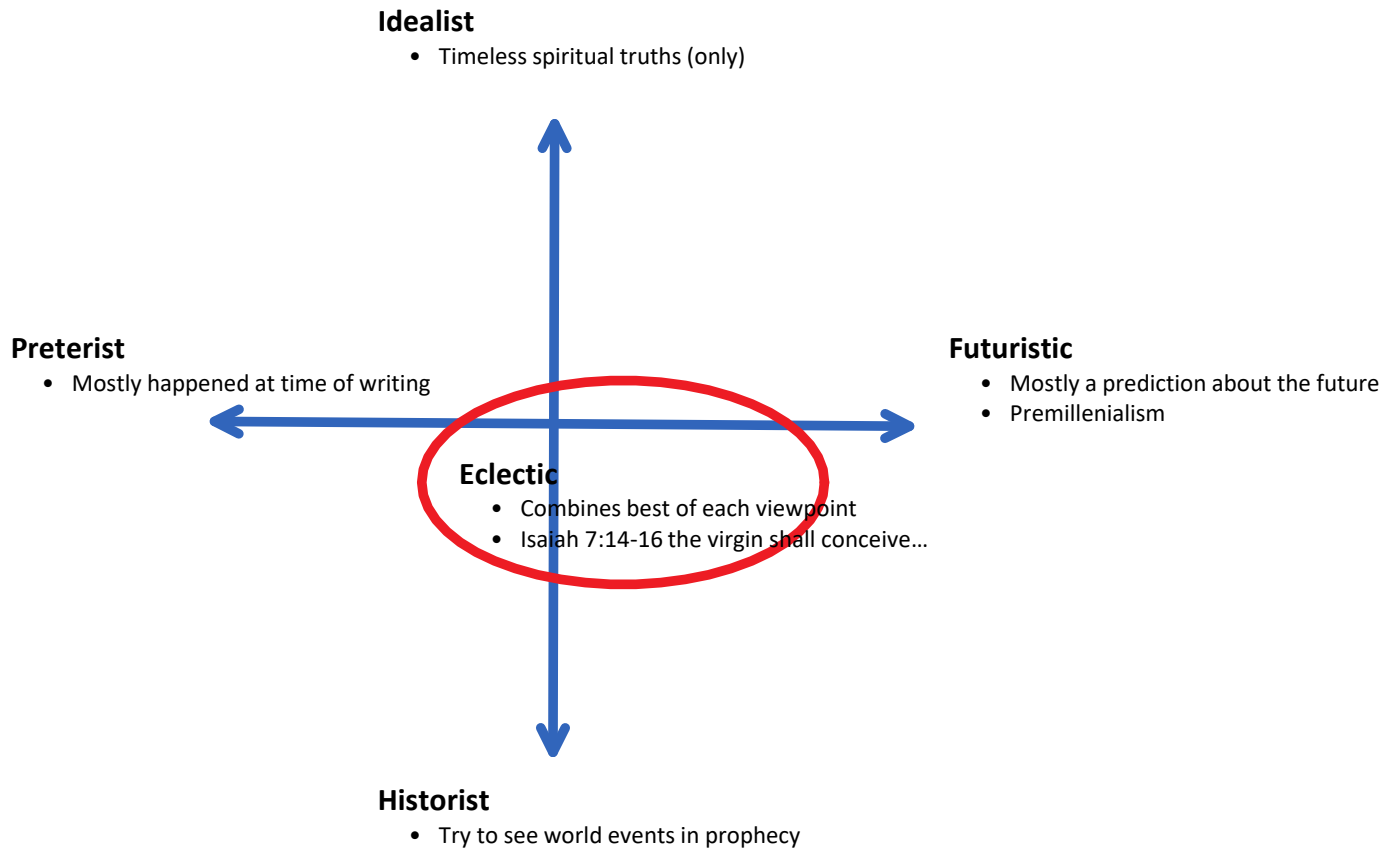 Idealist
• Timeless spiritual truths (only)
Preterist
• Mostly happened at time of writing
Futuristic
• Mostly a prediction about the future
• Premillenialism
Eclectic
• Combines best of each viewpoint
• Isaiah 7:14-16 the virgin shall conceive…
Historist
• Try to see world events in prophecy